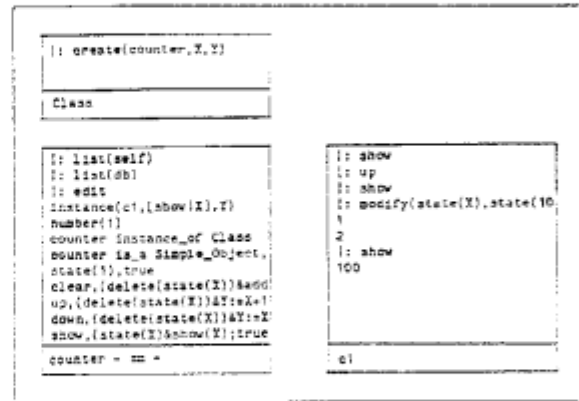 |: create(counter,X,Y)
Class
|: list(self)
|: list(db)
|: edit
instance(c1,[show|X],Y)
number(1)
counter instance_of Class
counter is_a Simple_Object,
state(1),true
clear,(delete(state(X))&add
up,(delete(state(X))&Y:=X+1
down,(delete(state(X))&Y:=X
show,(state(X)&show(X);true
counter -
|: show
|: up
|: show
|: modify(state(X),state(10
1
2
|: show
100
c1